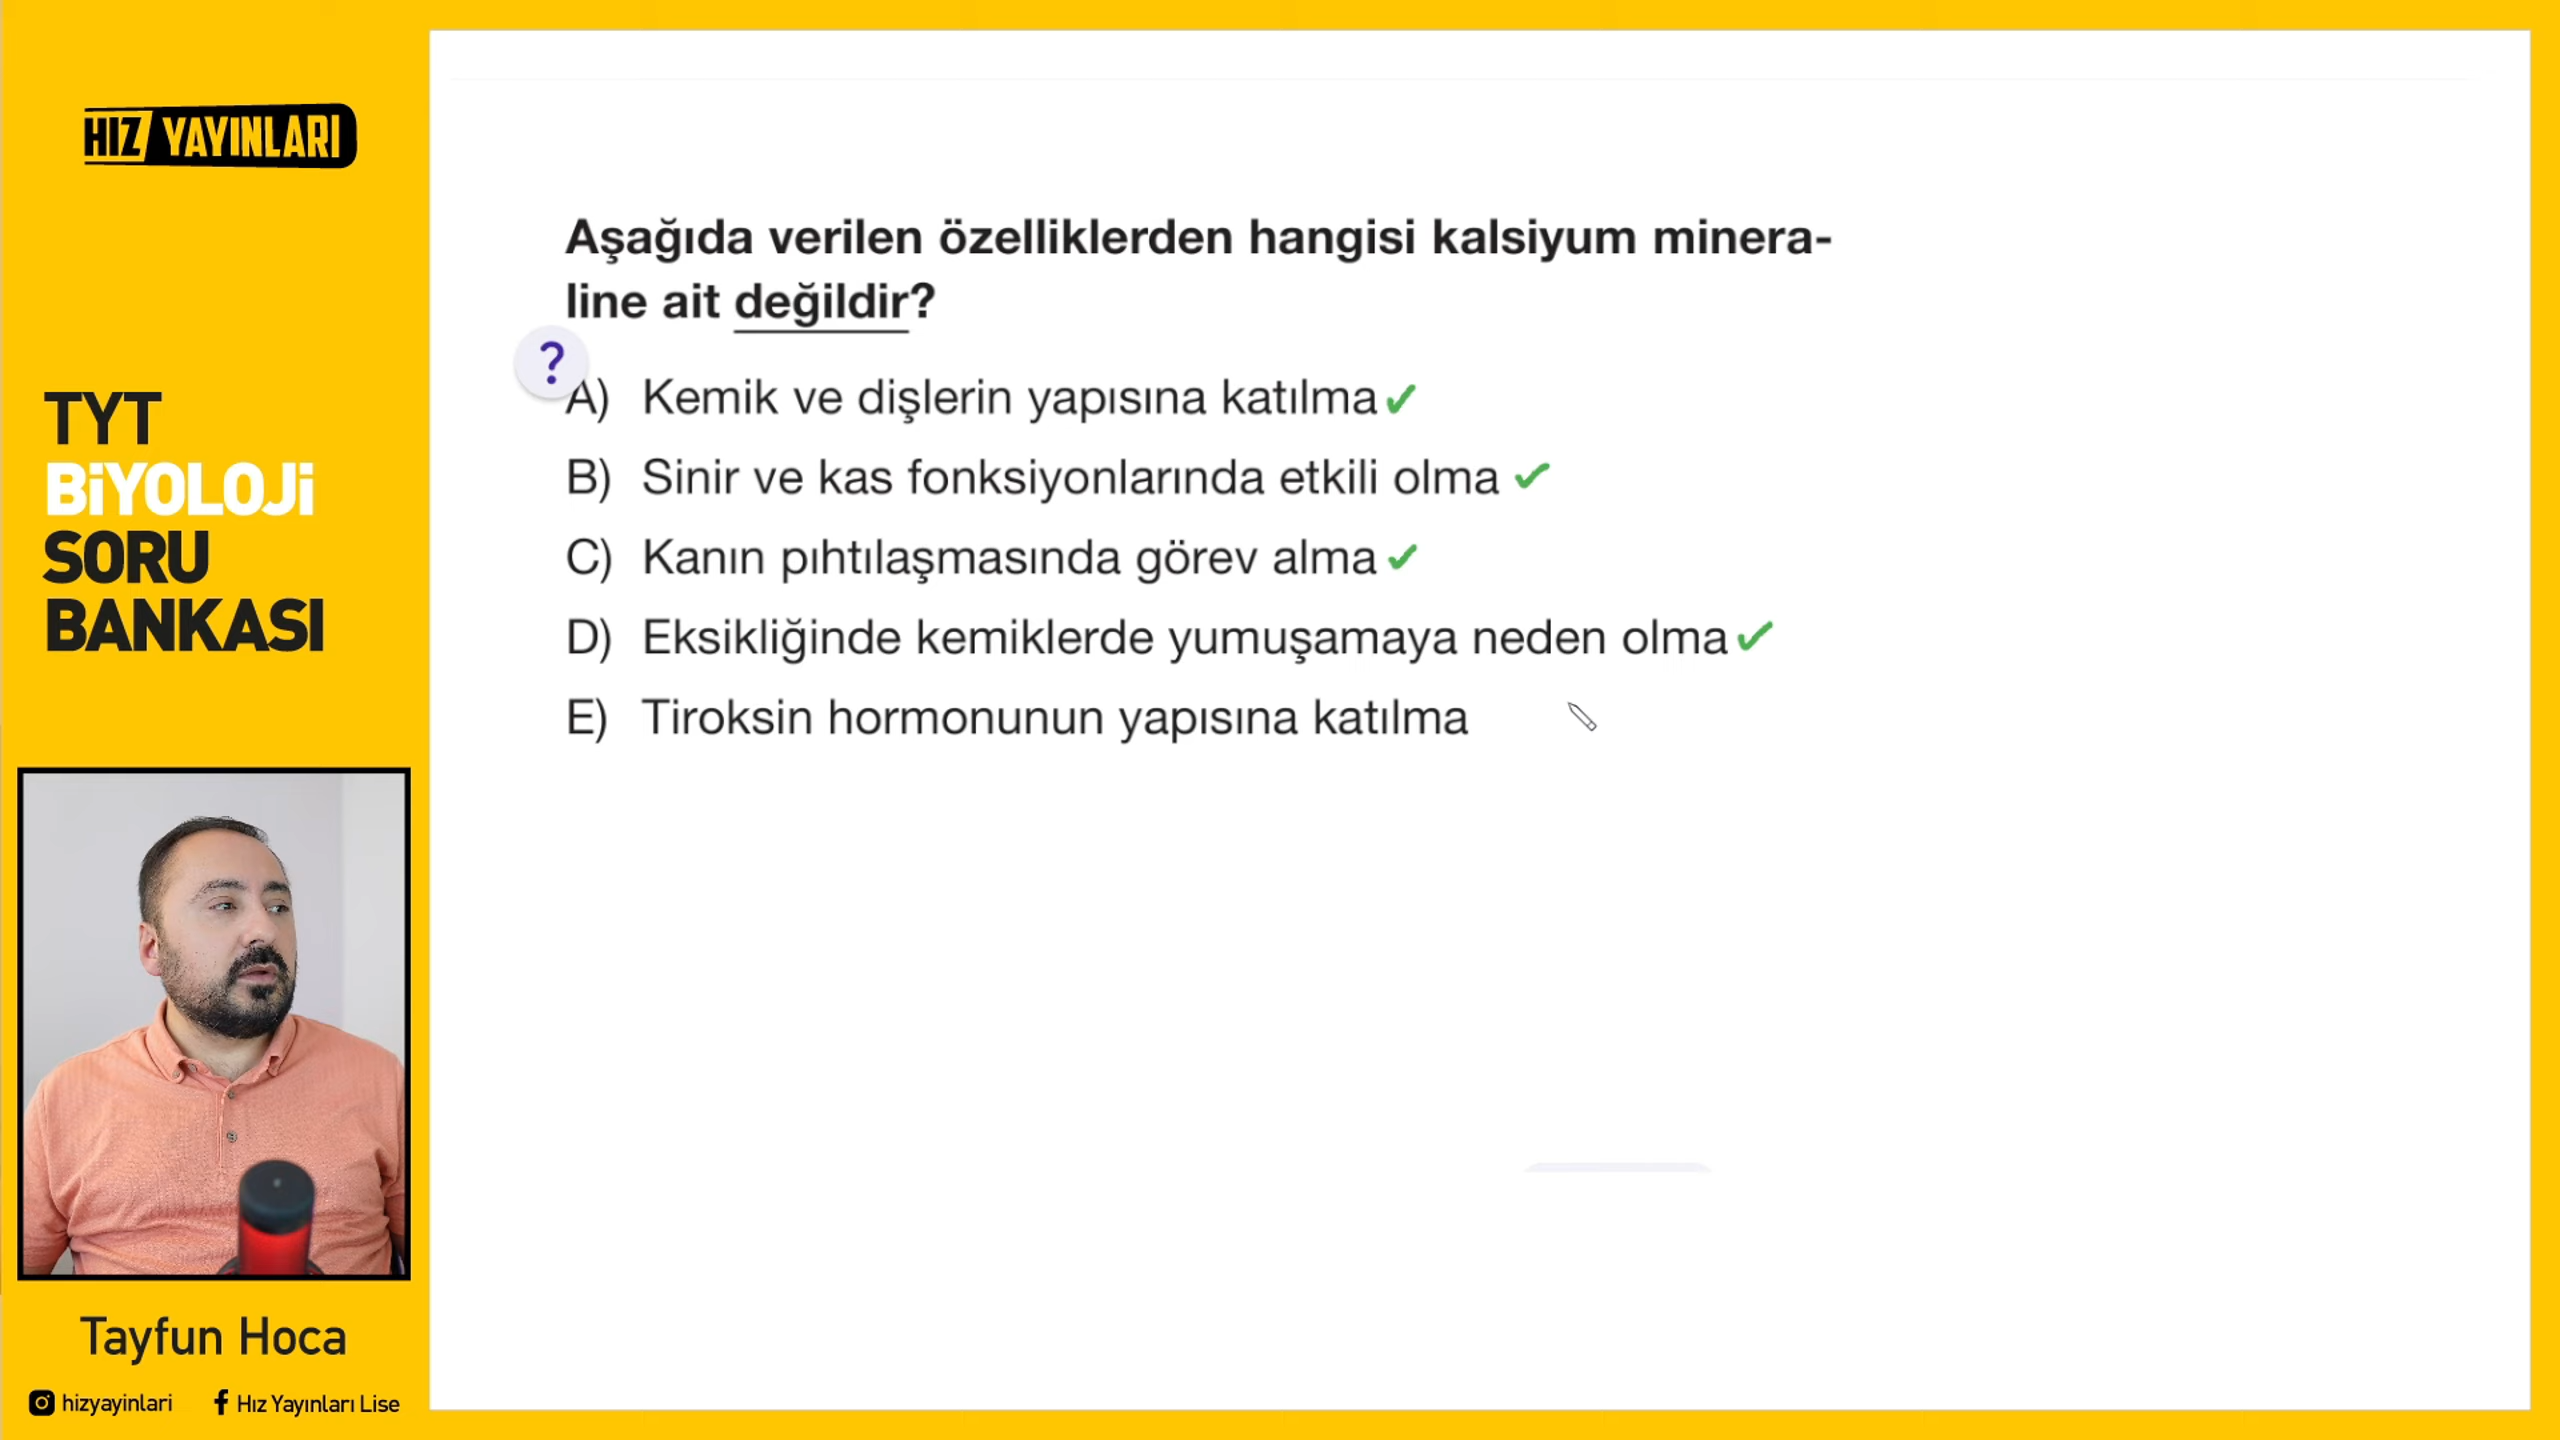 HIZ YAYINLARI
TYT
BiYOLOJi
SORU
BANKASI
Tayfun Hoca
hizyayinlari
Hız Yayınları Lise
Aşağıda verilen özelliklerden hangisi kalsiyum minera-
line ait değildir?
?
A) Kemik ve dişlerin yapısına katılma
B) Sinir ve kas fonksiyonlarında etkili olma
C) Kanın pıhtılaşmasında görev alma
D) Eksikliğinde kemiklerde yumuşamaya neden olma
E) Tiroksin hormonunun yapısına katılma